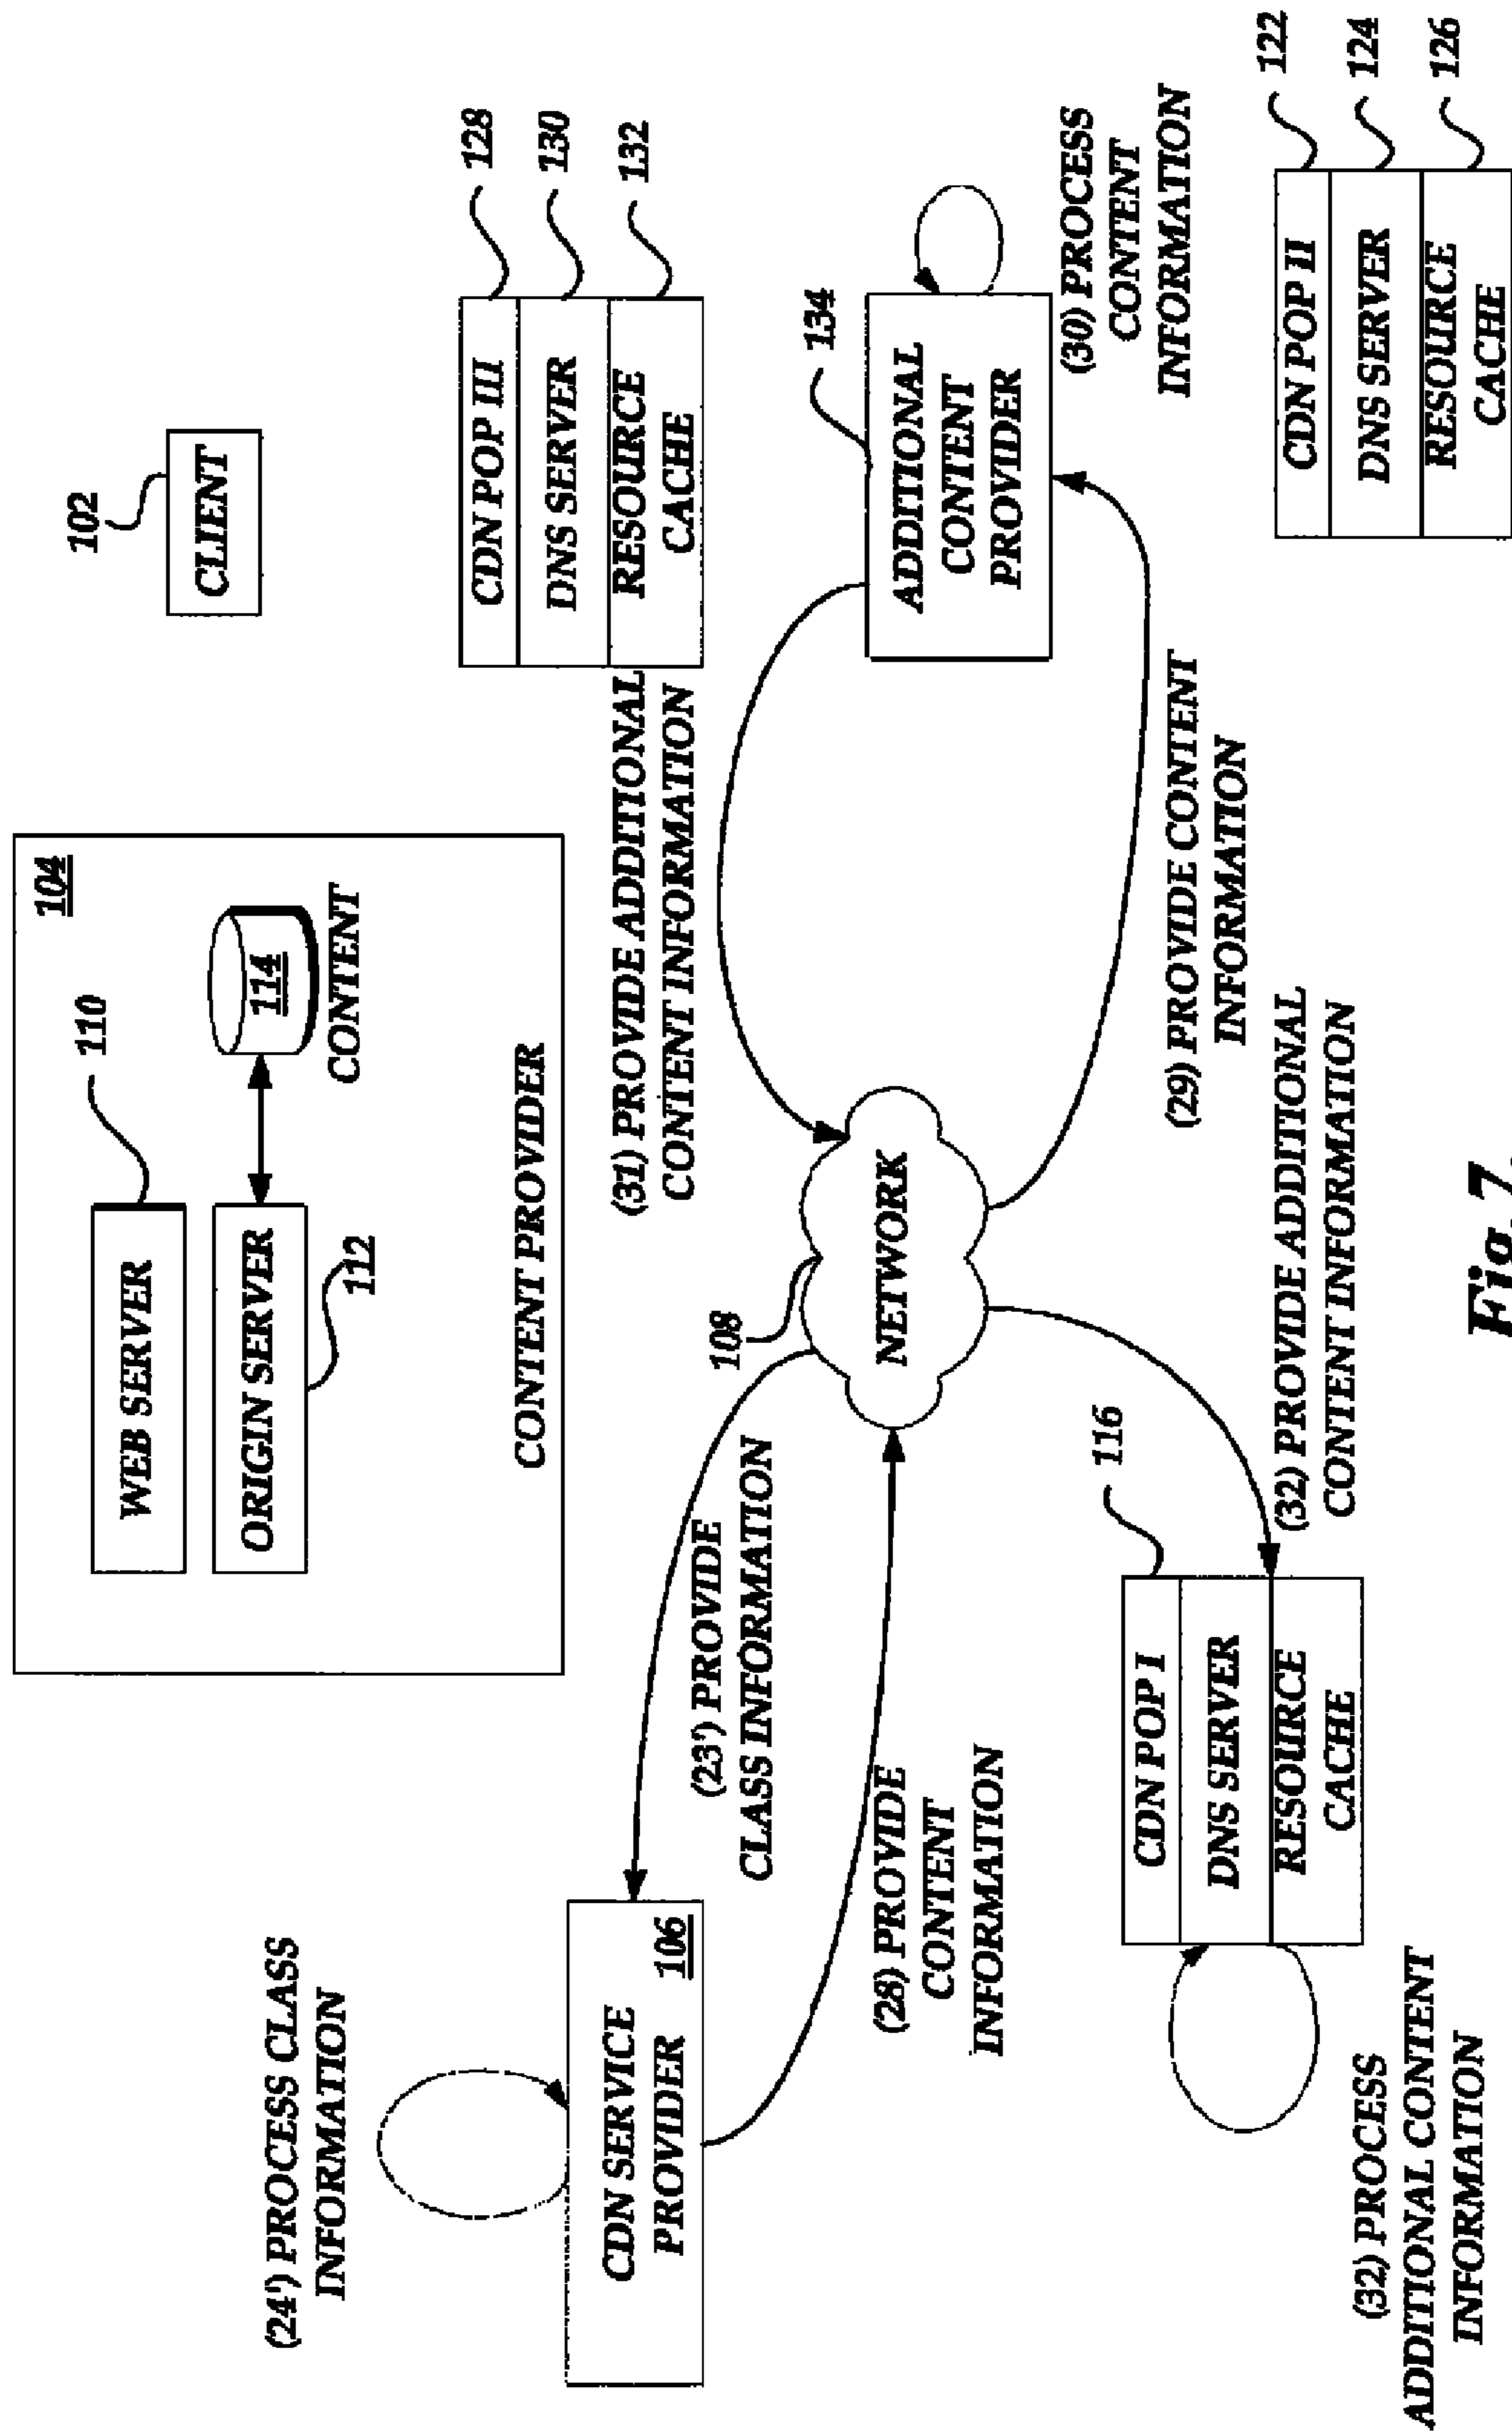 102
CLIENT
104
110
WEB SERVER
ORIGIN SERVER
112
114
CONTENT
CONTENT PROVIDER
(24') PROCESS CLASS
INFORMATION
CDN SERVICE
PROVIDER
106
(23') PROVIDE
CLASS INFORMATION
(28) PROVIDE
CONTENT
INFORMATION
108
NETWORK
(31) PROVIDE ADDITIONAL
CONTENT INFORMATION
CDN POP III
DNS SERVER
RESOURCE
CACHE
128
130
132
134
ADDITIONAL
CONTENT
PROVIDER
(30) PROCESS
CONTENT
INFORMATION
(29) PROVIDE CONTENT
INFORMATION
116
CDN POP I
DNS SERVER
RESOURCE
CACHE
(32) PROVIDE ADDITIONAL
CONTENT INFORMATION
(32) PROCESS
ADDITIONAL CONTENT
INFORMATION
CDN POP II
DNS SERVER
RESOURCE
CACHE
122
124
126
Fig.7.